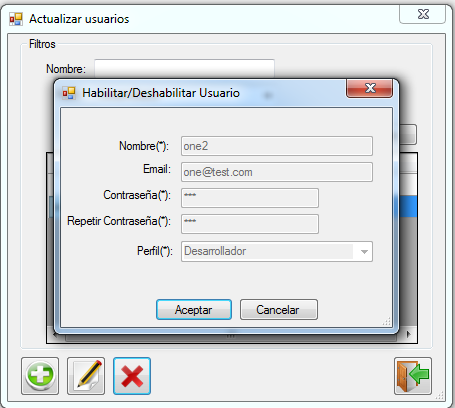 Actualizar usuarios
Filtros
Nombre:
Habilitar/Deshabilitar Usuario
Nombre(*): one2
Email: one@test.com
Contraseña(*): ***
Repetir Contraseña(*): ***
Perfil(*): Desarrollador
Aceptar Cancelar